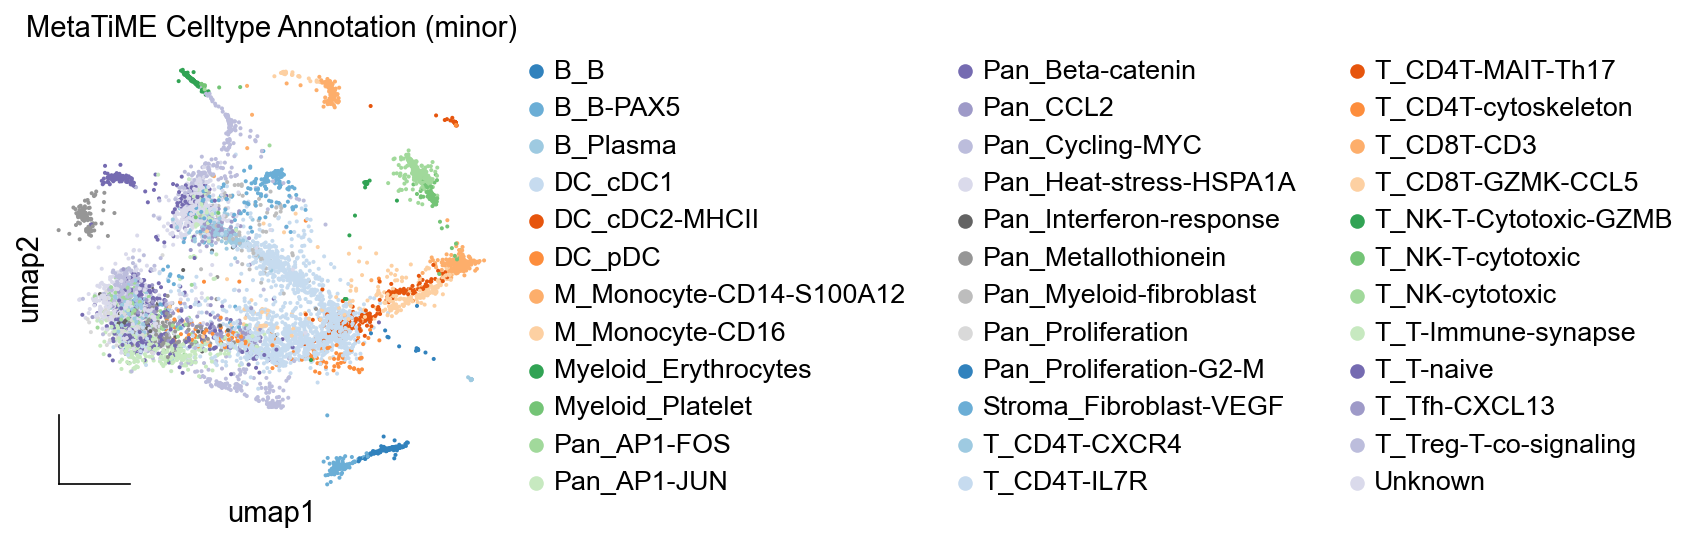 MetaTiME Celltype Annotation (minor)
B_B
B_B-PAX5
B_Plasma
DC_cDC1
DC_cDC2-MHCII
DC_pDC
M_Monocyte-CD14-S100A12
M_Monocyte-CD16
Myeloid_Erythrocytes
Myeloid_Platelet
Pan_AP1-FOS
Pan_AP1-JUN
Pan_Beta-catenin
Pan_CCL2
Pan_Cycling-MYC
Pan_Heat-stress-HSPA1A
Pan_Interferon-response
Pan_Metallothionein
Pan_Myeloid-fibroblast
Pan_Proliferation
Pan_Proliferation-G2-M
Stroma_Fibroblast-VEGF
T_CD4T-CXCR4
T_CD4T-IL7R
T_CD4T-MAIT-Th17
T_CD4T-cytoskeleton
T_CD8T-CD3
T_CD8T-GZMK-CCL5
T_NK-T-Cytotoxic-GZMB
T_NK-T-cytotoxic
T_NK-cytotoxic
T_T-Immune-synapse
T_T-naive
T_Tfh-CXCL13
T_Treg-T-co-signaling
Unknown
umap2
umap1